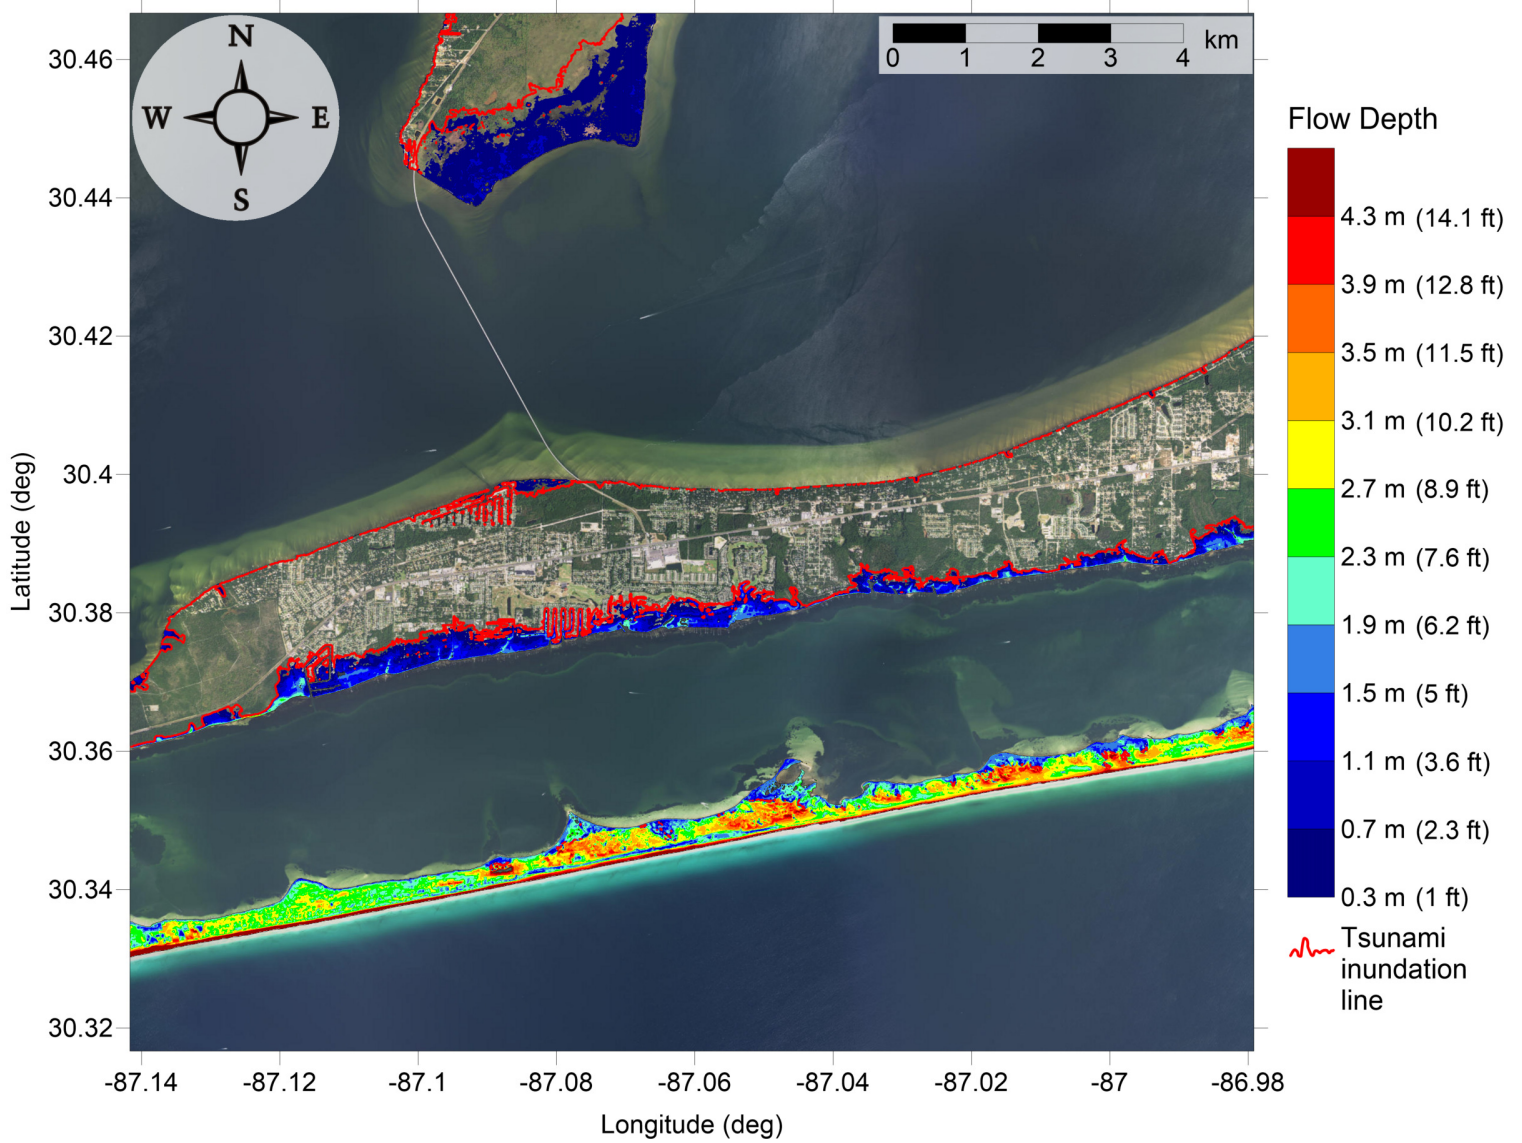 N
W E
S
0 1 2 3 4 km
30.46
30.44
30.42
30.4
30.38
30.36
30.34
30.32
Latitude (deg)
-87.14 -87.12 -87.1 -87.08 -87.06 -87.04 -87.02 -87 -86.98
Longitude (deg)
Flow Depth
4.3 m (14.1 ft)
3.9 m (12.8 ft)
3.5 m (11.5 ft)
3.1 m (10.2 ft)
2.7 m (8.9 ft)
2.3 m (7.6 ft)
1.9 m (6.2 ft)
1.5 m (5 ft)
1.1 m (3.6 ft)
0.7 m (2.3 ft)
0.3 m (1 ft)
Tsunami
inundation
line